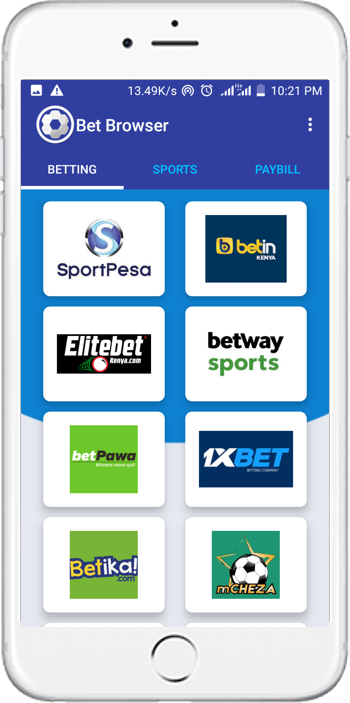 13.49K/s 10:21 PM
Bet Browser
BETTING SPORTS PAYBILL
SportPesa
b betin
KENYA
Elitebet
Kenya.com
betway
sports
betPawa
Winners never quit
1XBET
BETTING COMPANY
Betika!
.com
mCHEZA